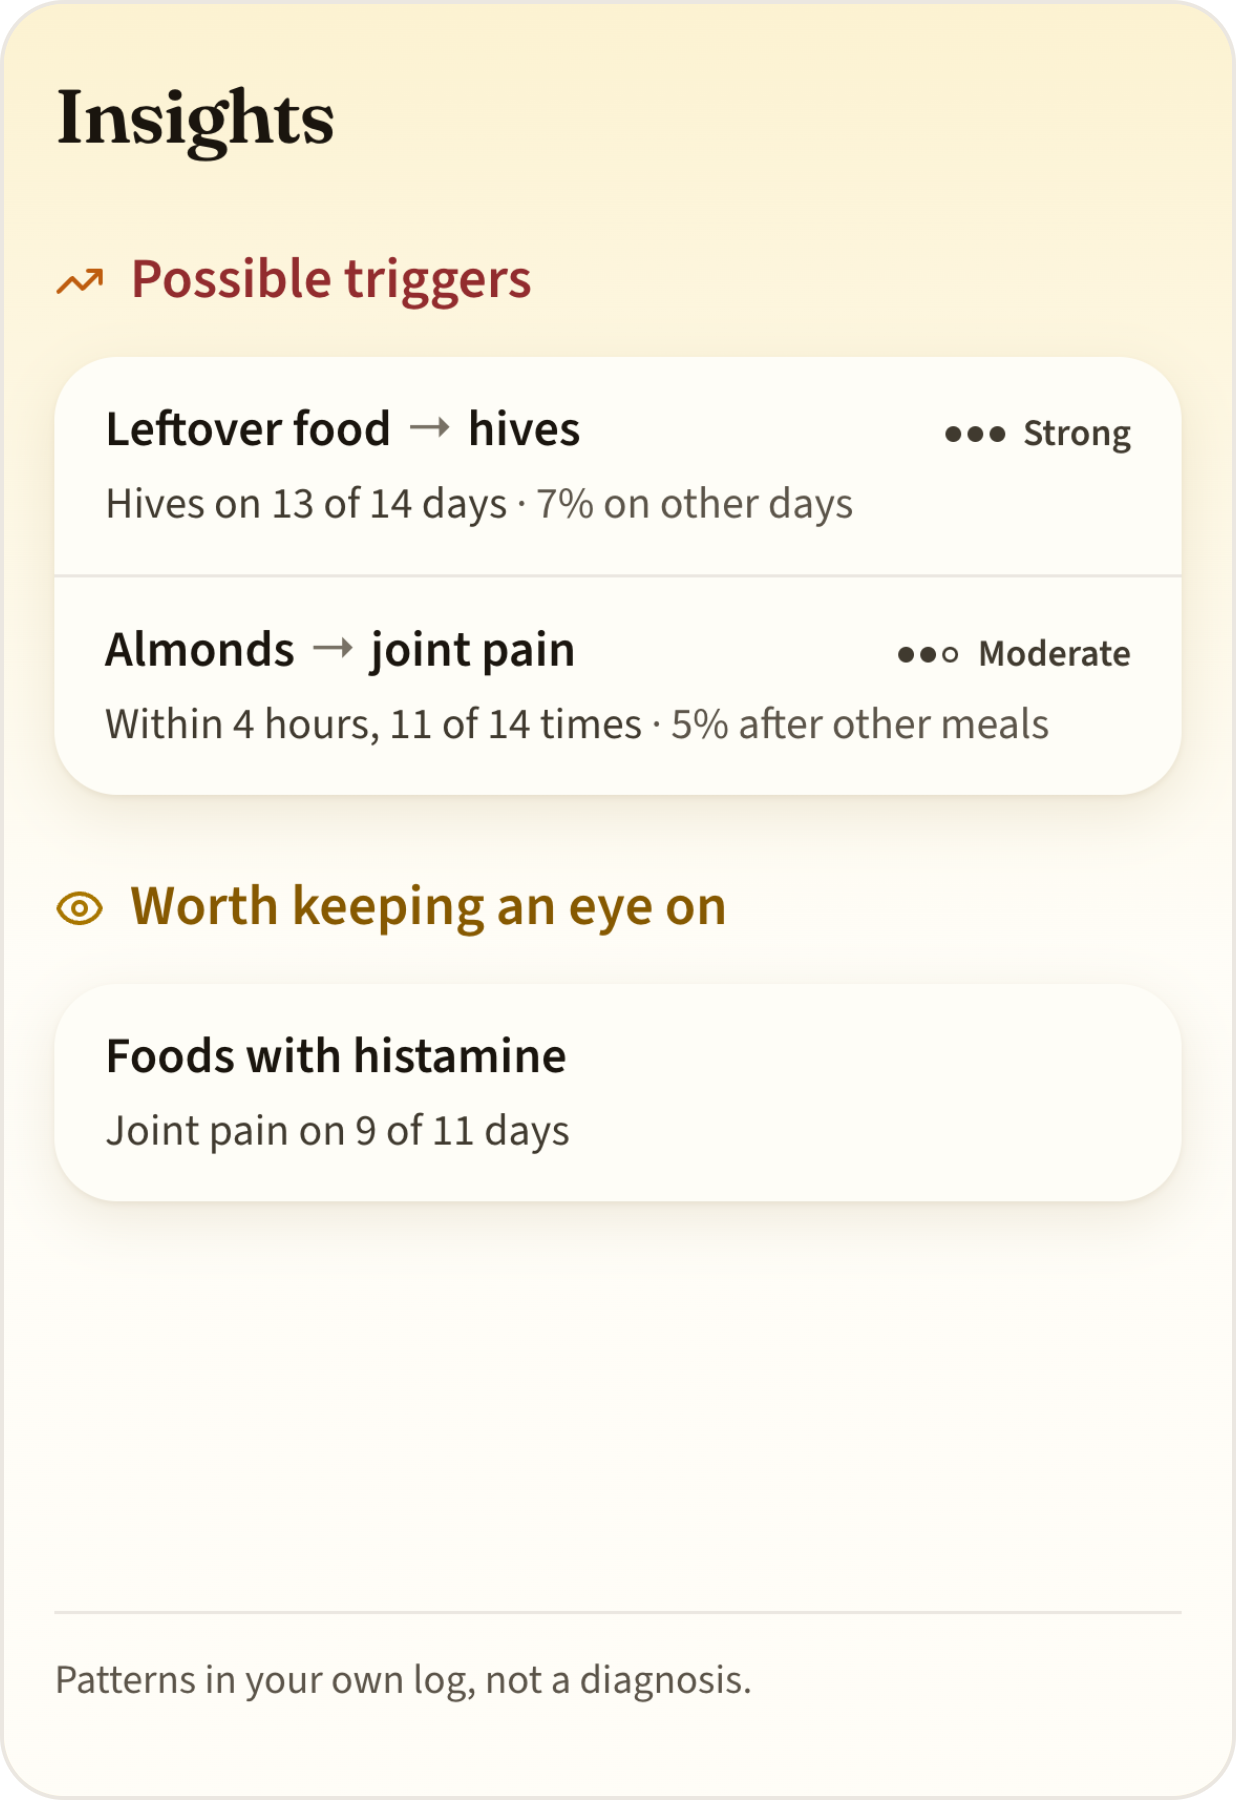 Insights
Possible triggers
Leftover food → hives
●●● Strong
Hives on 13 of 14 days · 7% on other days
Almonds → joint pain
●●○ Moderate
Within 4 hours, 11 of 14 times · 5% after other meals
Worth keeping an eye on
Foods with histamine
Joint pain on 9 of 11 days
Patterns in your own log, not a diagnosis.